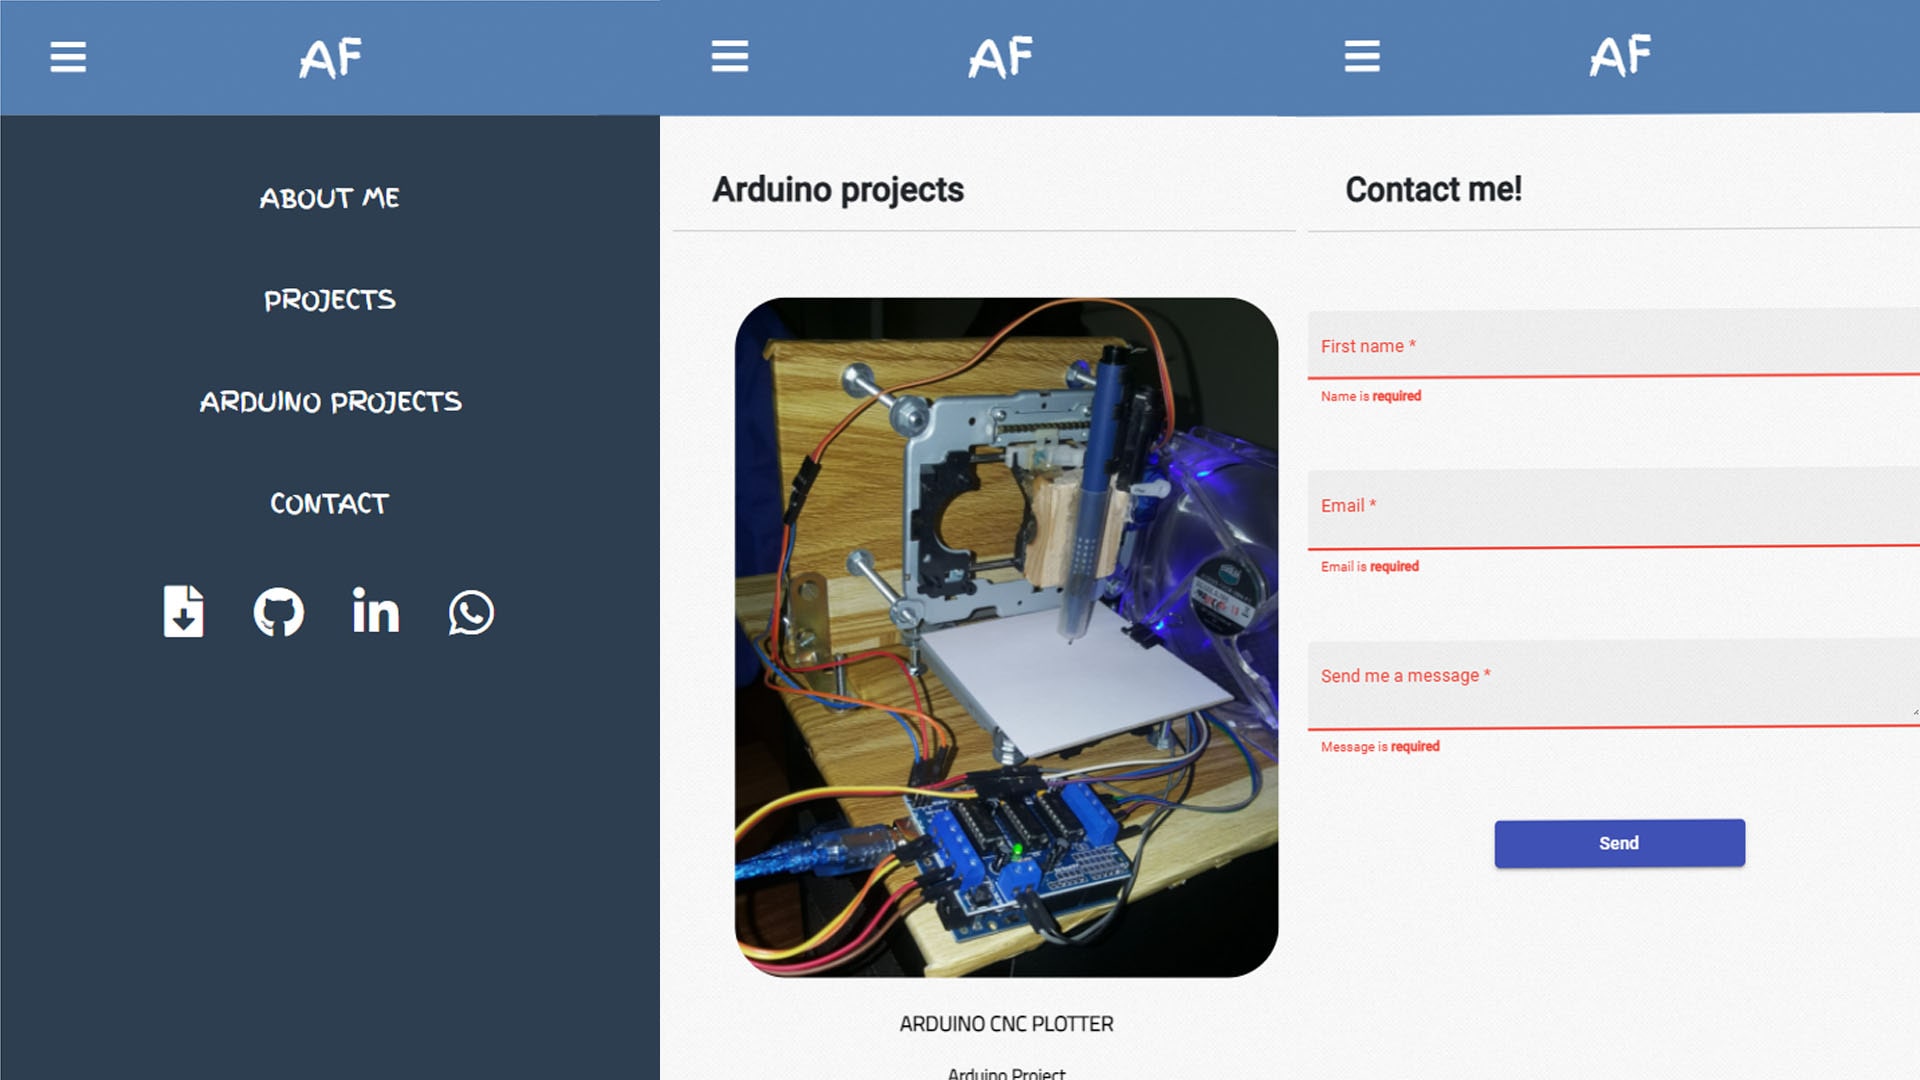 AF
ABOUT ME
PROJECTS
ARDUINO PROJECTS
CONTACT
in
AF
Arduino projects
ARDUINO CNC PLOTTER
Arduino Project
AF
Contact me!
First name *
Name is required
Email *
Email is required
Send me a message *
Message is required
Send